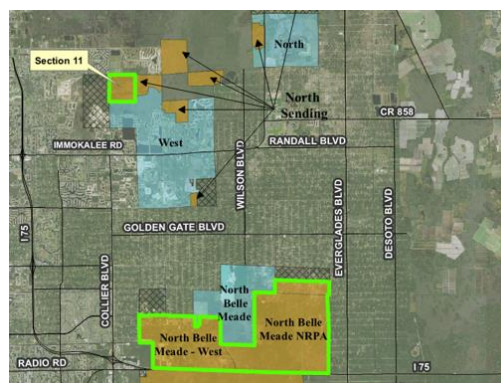 North
Section 11
North
Sending
CR 858
IMMOKALEE RD
West
RANDALL BLVD
WILSON BLVD
GOLDEN GATE BLVD
EVERGLADES BLVD
DESOTO BLVD
I 75
COLLIER BLVD
North
Belle
Meade
North Belle
Meade NRPA
North Belle
Meade - West
RADIO RD
I 75